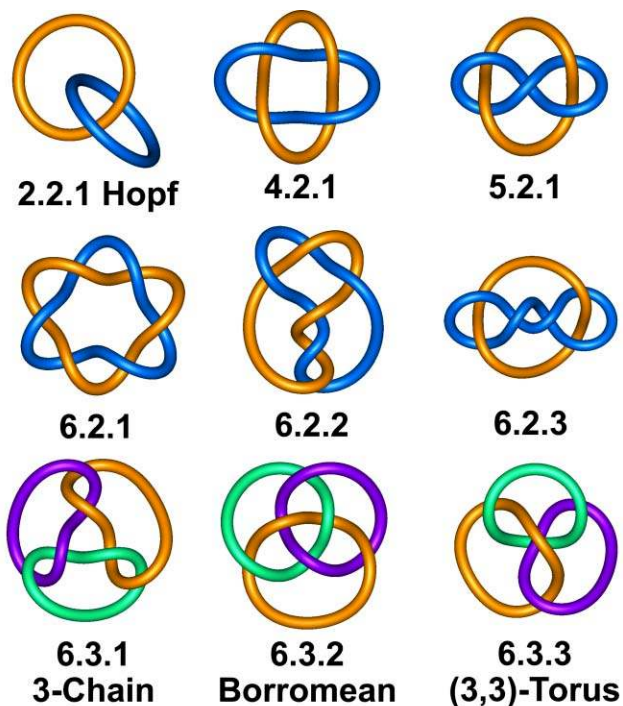 2.2.1 Hopf
4.2.1
5.2.1
6.2.1
6.2.2
6.2.3
6.3.1
3-Chain
6.3.2
Borromean
6.3.3
(3,3)-Torus